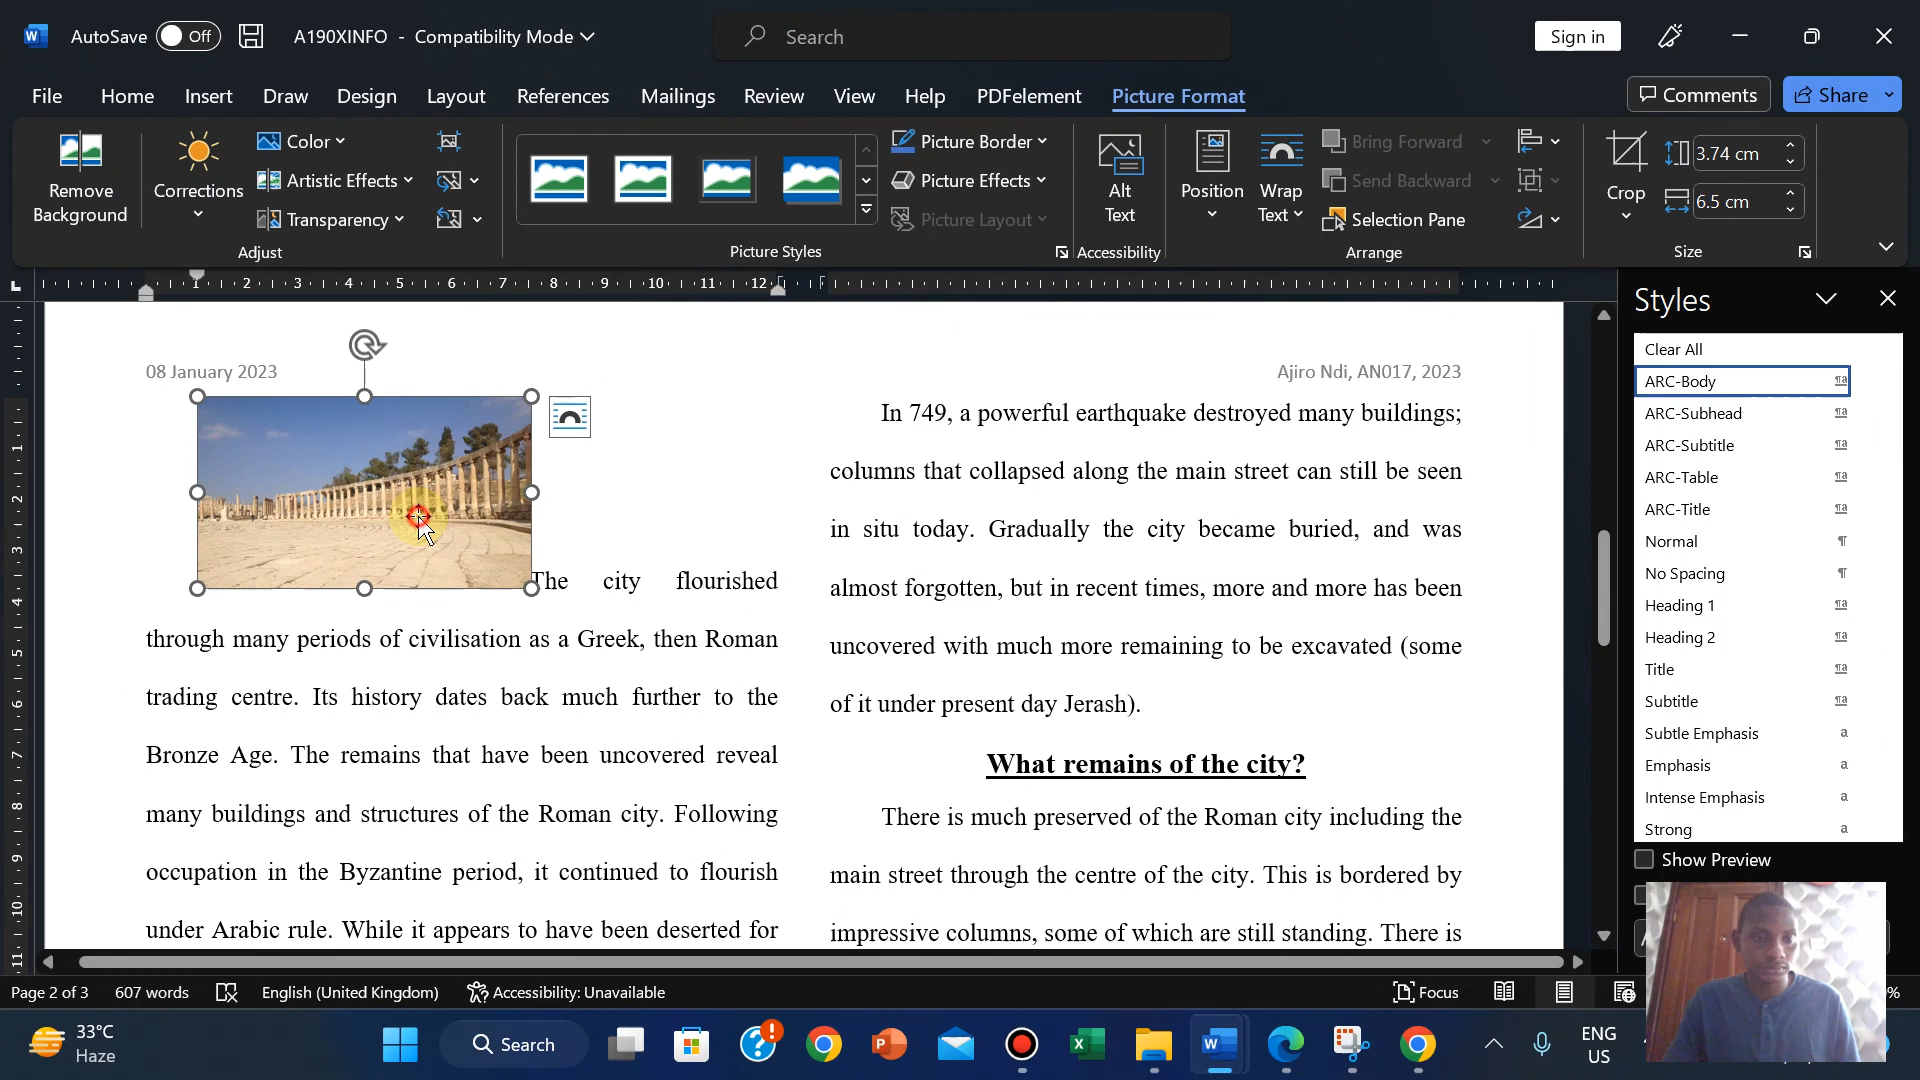 AutoSave Off A190XINFO - Compatibility Mode Search Sign in
File Home Insert Draw Design Layout References Mailings Review View Help PDFelement Picture Format Comments Share
Remove Background
Corrections
Color
Artistic Effects
Transparency
Adjust
Picture Styles
Picture Border
Picture Effects
Picture Layout
Alt Text
Accessibility
Position
Wrap Text
Bring Forward
Send Backward
Selection Pane
Arrange
Crop
3.74 cm
6.5 cm
Size
1 2 3 4 5 6 7 8 9 10 11 12
08 January 2023
Ajiro Ndi, AN017, 2023
The city flourished
through many periods of civilisation as a Greek, then Roman
trading centre. Its history dates back much further to the
Bronze Age. The remains that have been uncovered reveal
many buildings and structures of the Roman city. Following
occupation in the Byzantine period, it continued to flourish
under Arabic rule. While it appears to have been deserted for
In 749, a powerful earthquake destroyed many buildings;
columns that collapsed along the main street can still be seen
in situ today. Gradually the city became buried, and was
almost forgotten, but in recent times, more and more has been
uncovered with much more remaining to be excavated (some
of it under present day Jerash).
What remains of the city?
There is much preserved of the Roman city including the
main street through the centre of the city. This is bordered by
impressive columns, some of which are still standing. There is
Styles
Clear All
ARC-Body
ARC-Subhead
ARC-Subtitle
ARC-Table
ARC-Title
Normal
No Spacing
Heading 1
Heading 2
Title
Subtitle
Subtle Emphasis
Emphasis
Intense Emphasis
Strong
Show Preview
Page 2 of 3 607 words English (United Kingdom) Accessibility: Unavailable Focus %
33°C
Haze
Search
ENG
US